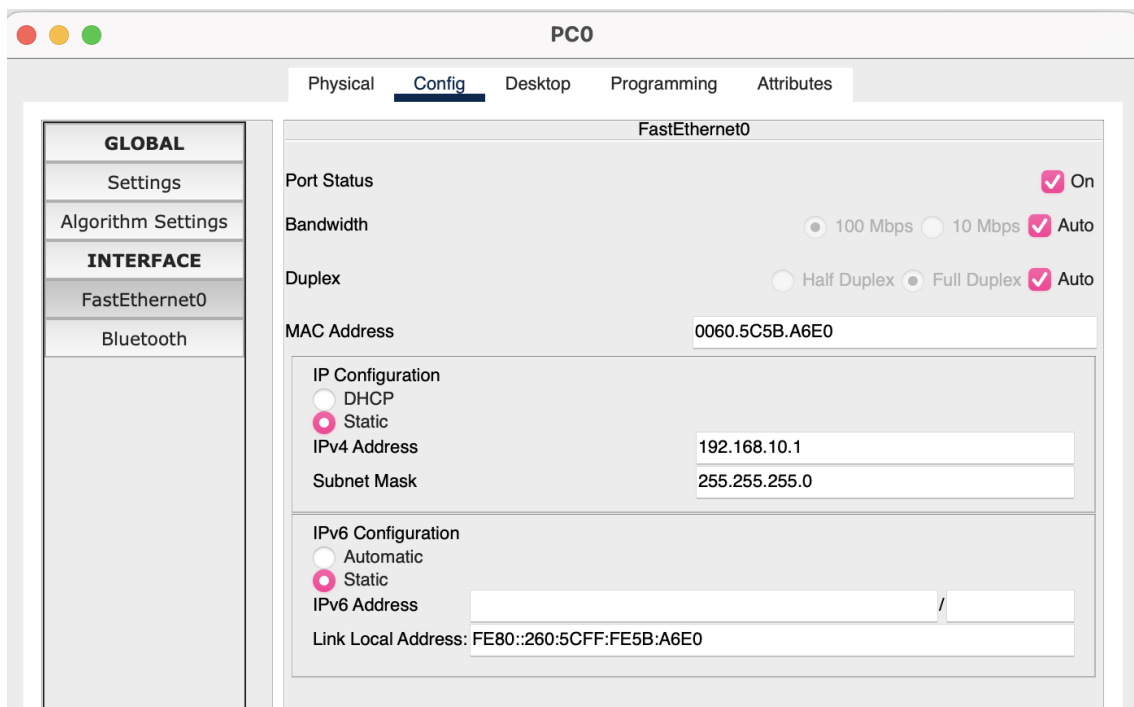 PC0
Physical Config Desktop Programming Attributes
GLOBAL
Settings
Algorithm Settings
INTERFACE
FastEthernet0
Bluetooth
FastEthernet0
Port Status On
Bandwidth 100 Mbps 10 Mbps Auto
Duplex Half Duplex Full Duplex Auto
MAC Address 0060.5C5B.A6E0
IP Configuration
DHCP
Static
IPv4 Address 192.168.10.1
Subnet Mask 255.255.255.0
IPv6 Configuration
Automatic
Static
IPv6 Address /
Link Local Address: FE80::260:5CFF:FE5B:A6E0